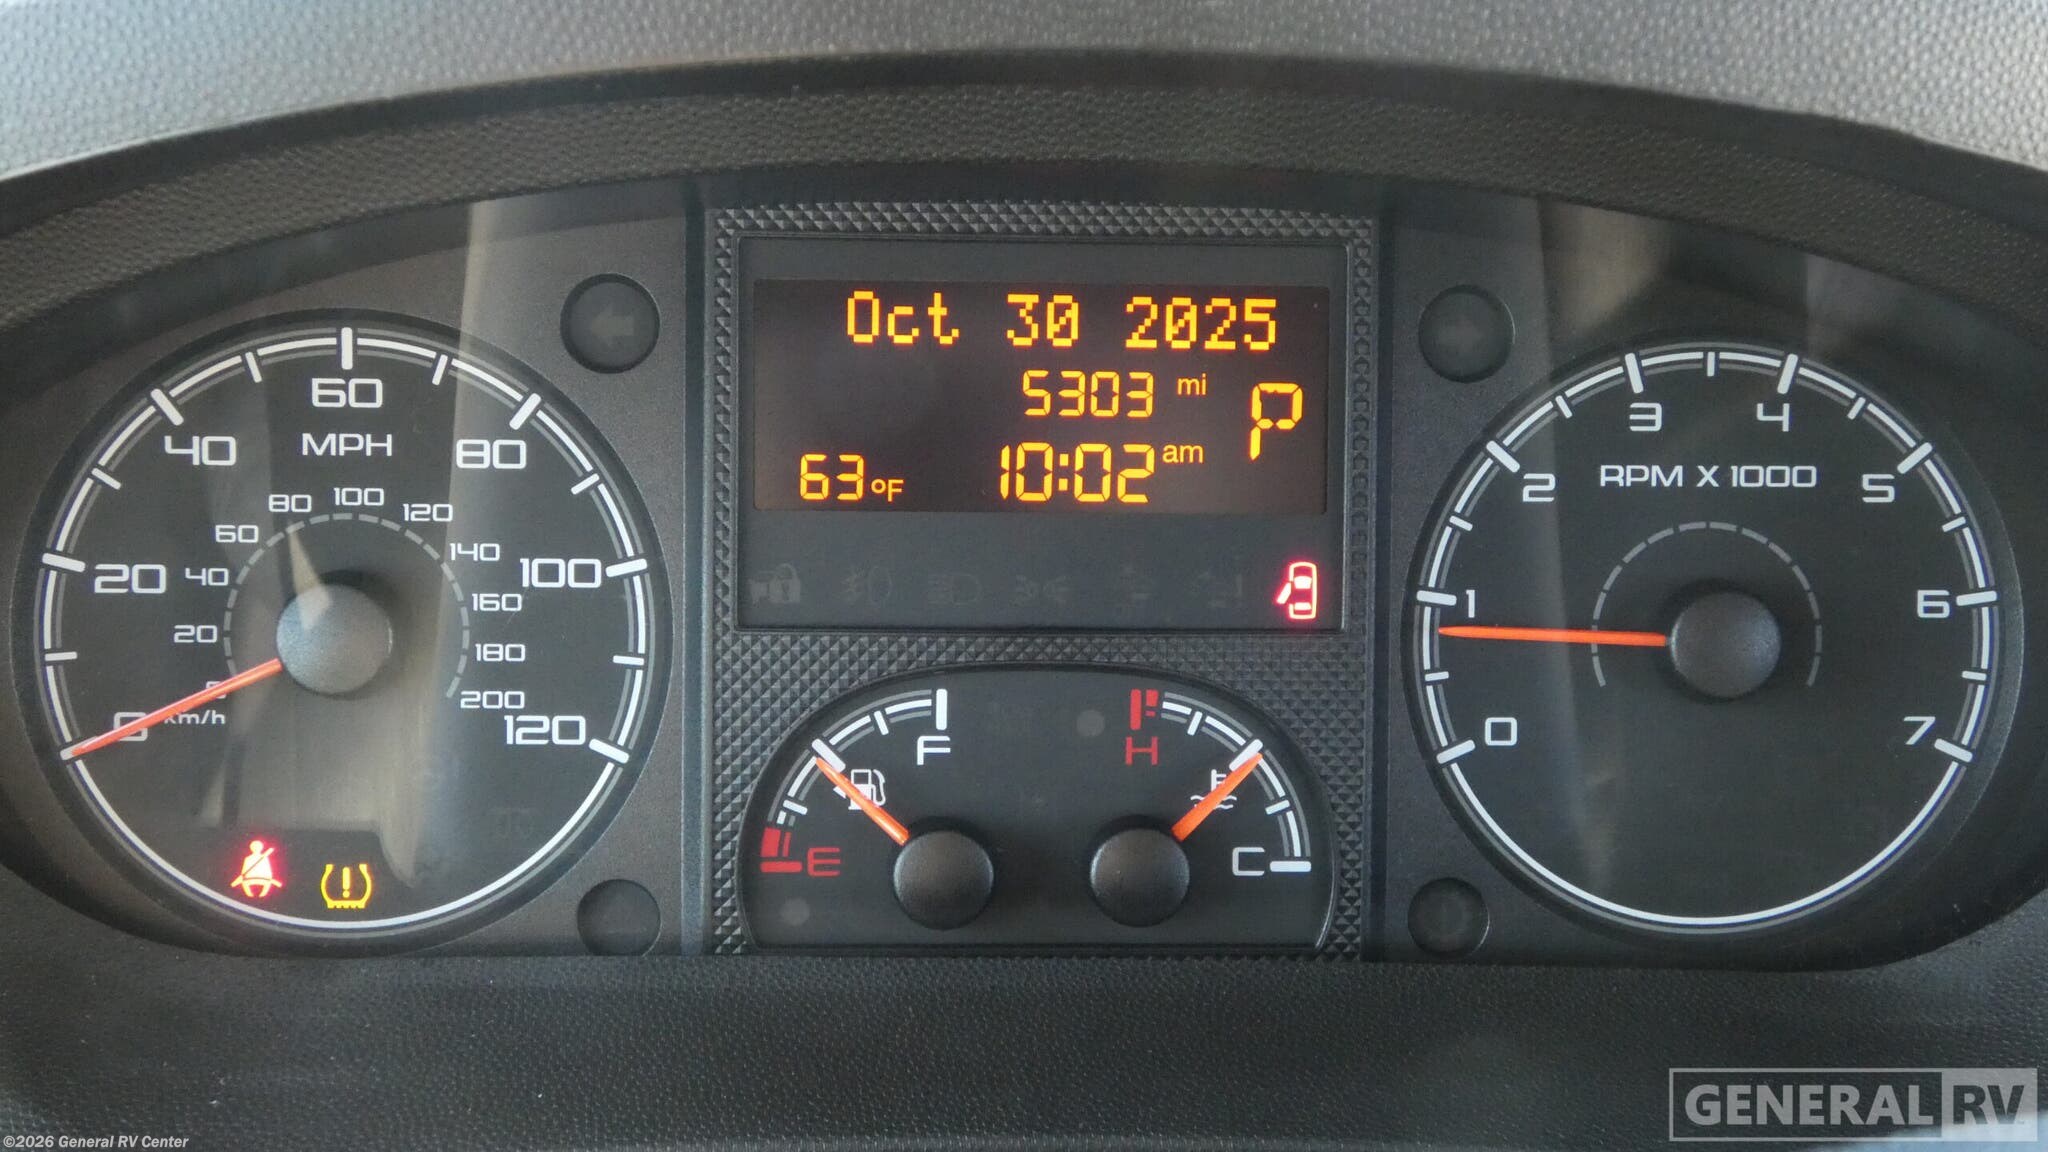 Oct 30 2025
5303 mi
P
63°F 10:02 am
0 20 40 60 80 100 120
MPH
0 20 40 60 80 100 120 140 160 180 200
km/h
E F
H C
0 1 2 3 4 5 6 7
RPM X 1000
GENERAL RV
©2026 General RV Center